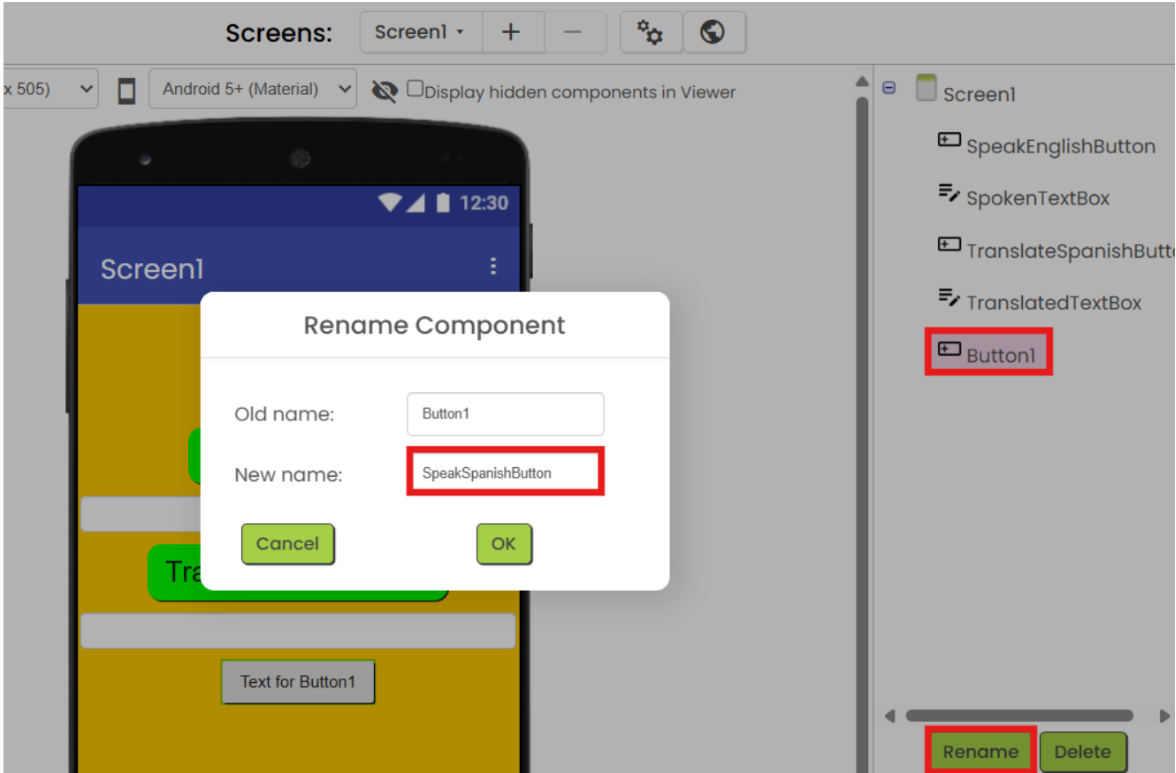 Screens:
Screen1
x 505)
Android 5+ (Material)
Display hidden components in Viewer
12:30
Screen1
Tra
Text for Button1
Rename Component
Old name:
Button1
New name:
SpeakSpanishButton
Cancel
OK
Screen1
SpeakEnglishButton
SpokenTextBox
TranslateSpanishButto
TranslatedTextBox
Button1
Rename
Delete